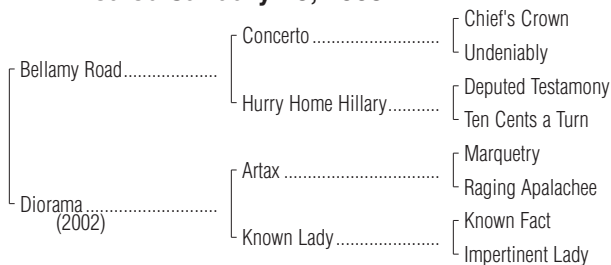 Chief's Crown
Concerto ..............................
Undeniably
Bellamy Road......................
Deputed Testamony
Hurry Home Hillary............
Ten Cents a Turn
Marquetry
Artax .....................................
Raging Apalachee
Diorama...............................
(2002)
Known Fact
Known Lady........................
Impertinent Lady